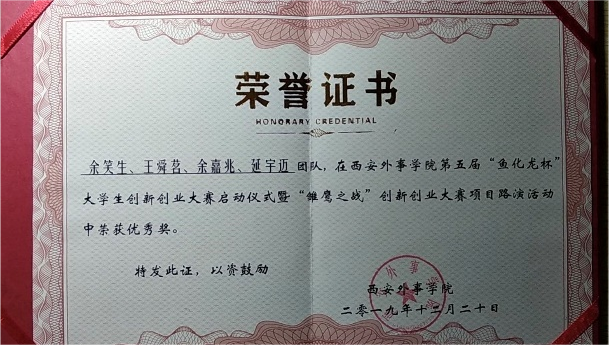 荣誉证书
HONORARY CREDENTIAL
余笑生、王舜茗、余嘉兆、延宇迈团队，在西安外事学院第五届“鱼化龙杯”
大学生创新创业大赛启动仪式暨“雏鹰之战”创新创业大赛项目路演活动
中荣获优秀奖。
特发此证，以资鼓励
西安外事学院
二零一九年十二月二十日